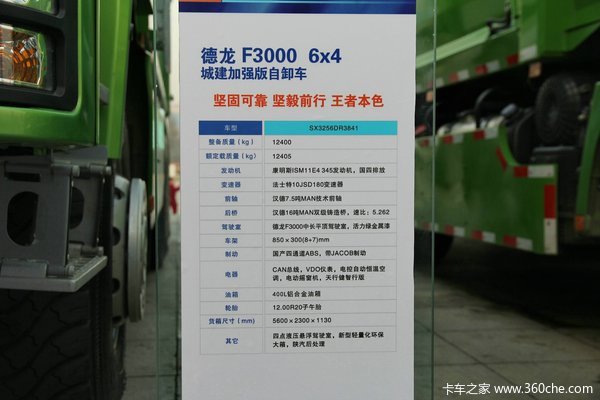 德龙 F3000 6x4
城建加强版自卸车
坚固可靠 坚毅前行 王者本色
车型 SX3256DR3841
整备质量(kg) 12400
额定载质量(kg) 12405
发动机 康明斯ISM11E4 345发动机，国四排放
变速器 法士特10JSD180变速器
前轴 汉德7.5吨MAN技术前轴
后桥 汉德16吨MAN双级铸造桥，速比：5.262
驾驶室 德龙F3000中长平顶驾驶室，活力绿金属漆
车架 850×300(8+7)mm
制动 国产四通道ABS，带JACOB制动
电器 CAN总线，VDO仪表，电控自动恒温空
调，电动摇窗机，天行健智行版
油箱 400L铝合金油箱
轮胎 12.00R20子午胎
货箱尺寸(mm) 5600×2300×1130
其它 四点液压悬浮驾驶室，新型轻量化环保
大箱，陕汽后处理
卡车之家 www.360che.com